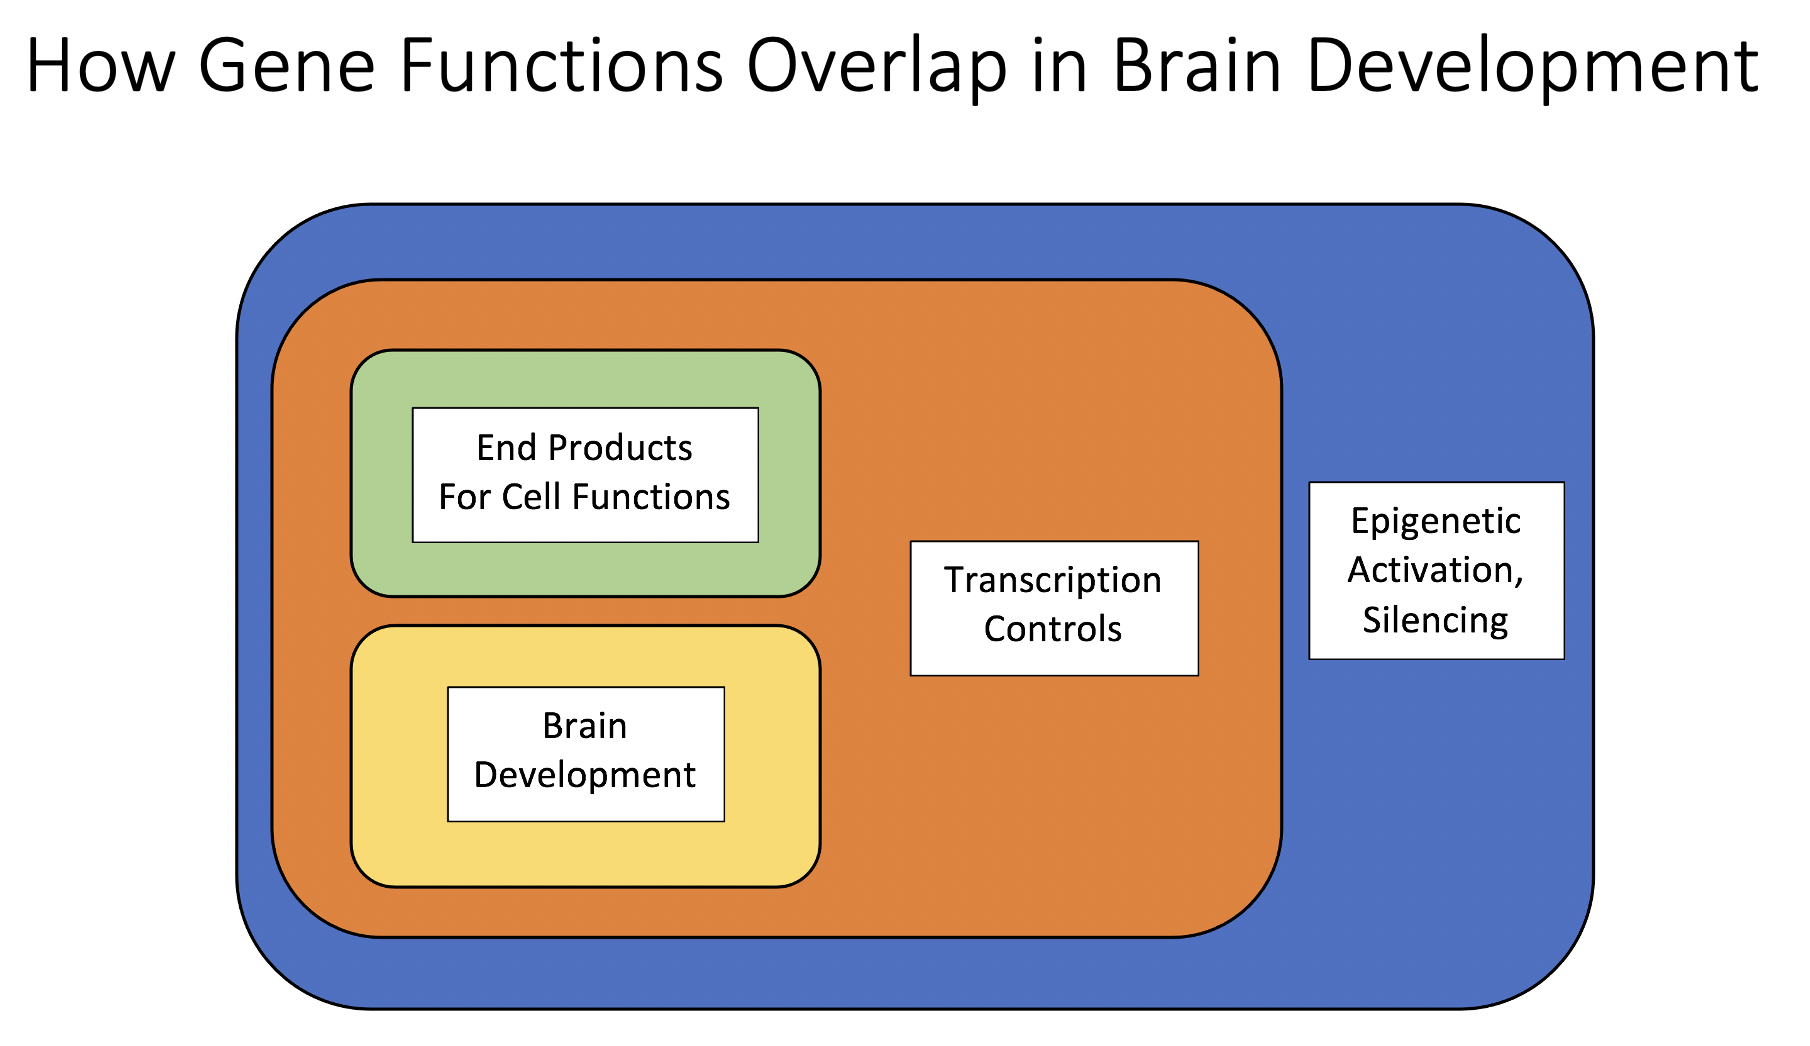 How Gene Functions Overlap in Brain Development
End Products
For Cell Functions
Brain
Development
Transcription
Controls
Epigenetic
Activation,
Silencing